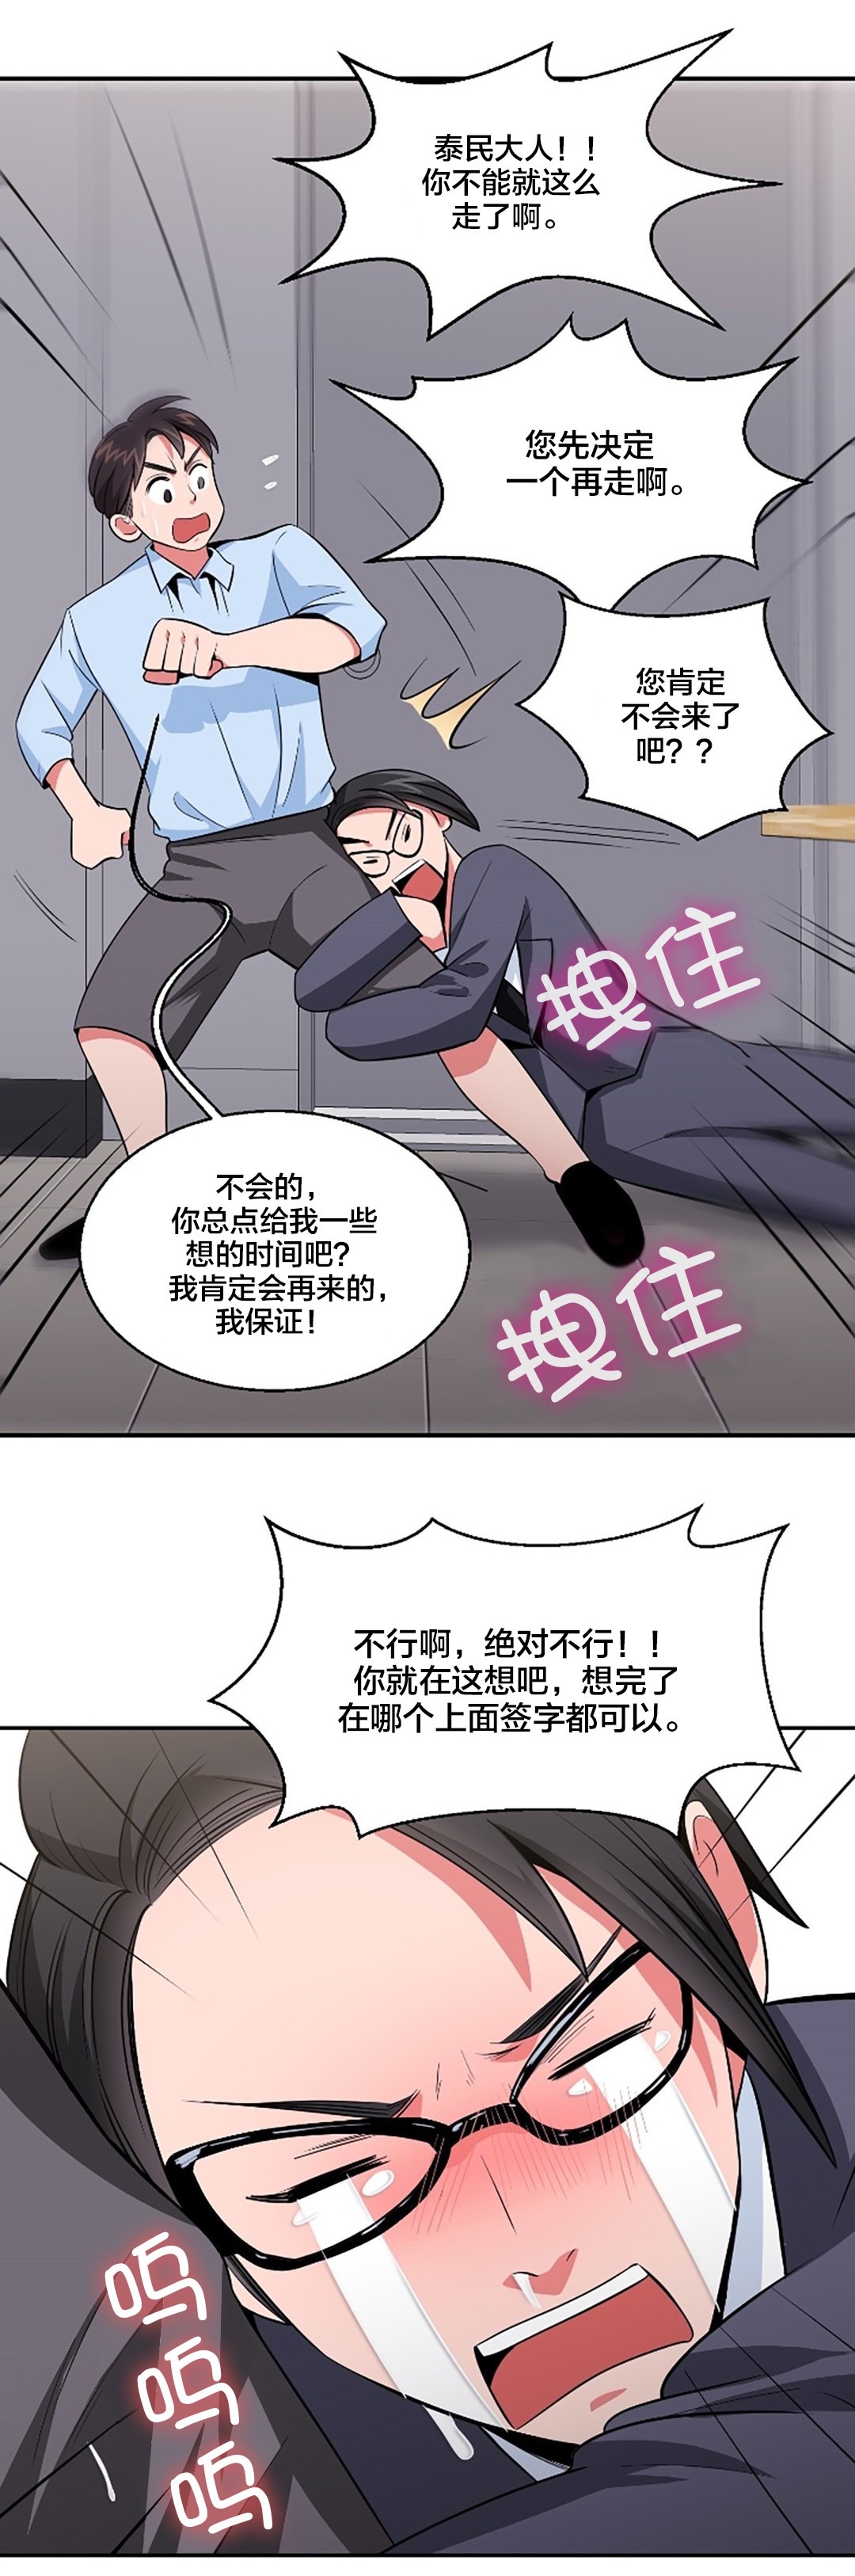 泰民大人！！
你不能就这么
走了啊。
您先决定
一个再走啊。
您肯定
不会来了
吧？？
拽住
不会的，
你总点给我一些
想的时间吧？
我肯定会再来的，
我保证！
拽住
不行啊，绝对不行！！
你就在这想吧，想完了
在哪个上面签字都可以。
呜
呜
呜